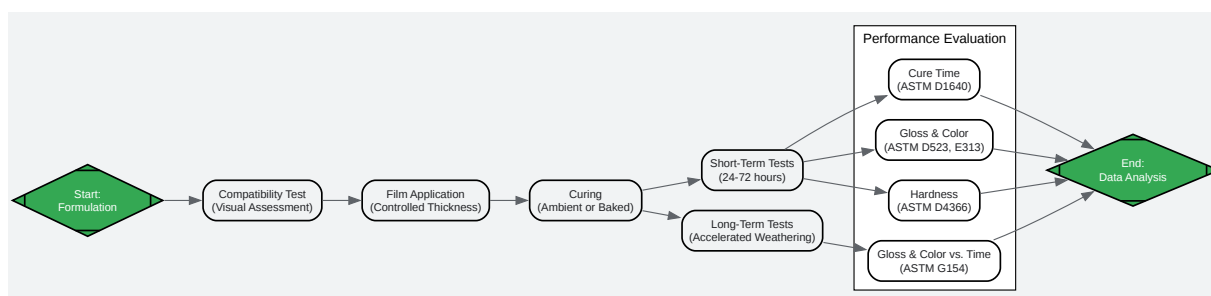 Start:
Formulation
Compatibility Test
(Visual Assessment)
Film Application
(Controlled Thickness)
Curing
(Ambient or Baked)
Short-Term Tests
(24-72 hours)
Long-Term Tests
(Accelerated Weathering)
Performance Evaluation
Cure Time
(ASTM D1640)
Gloss & Color
(ASTM D523, E313)
Hardness
(ASTM D4366)
Gloss & Color vs. Time
(ASTM G154)
End:
Data Analysis